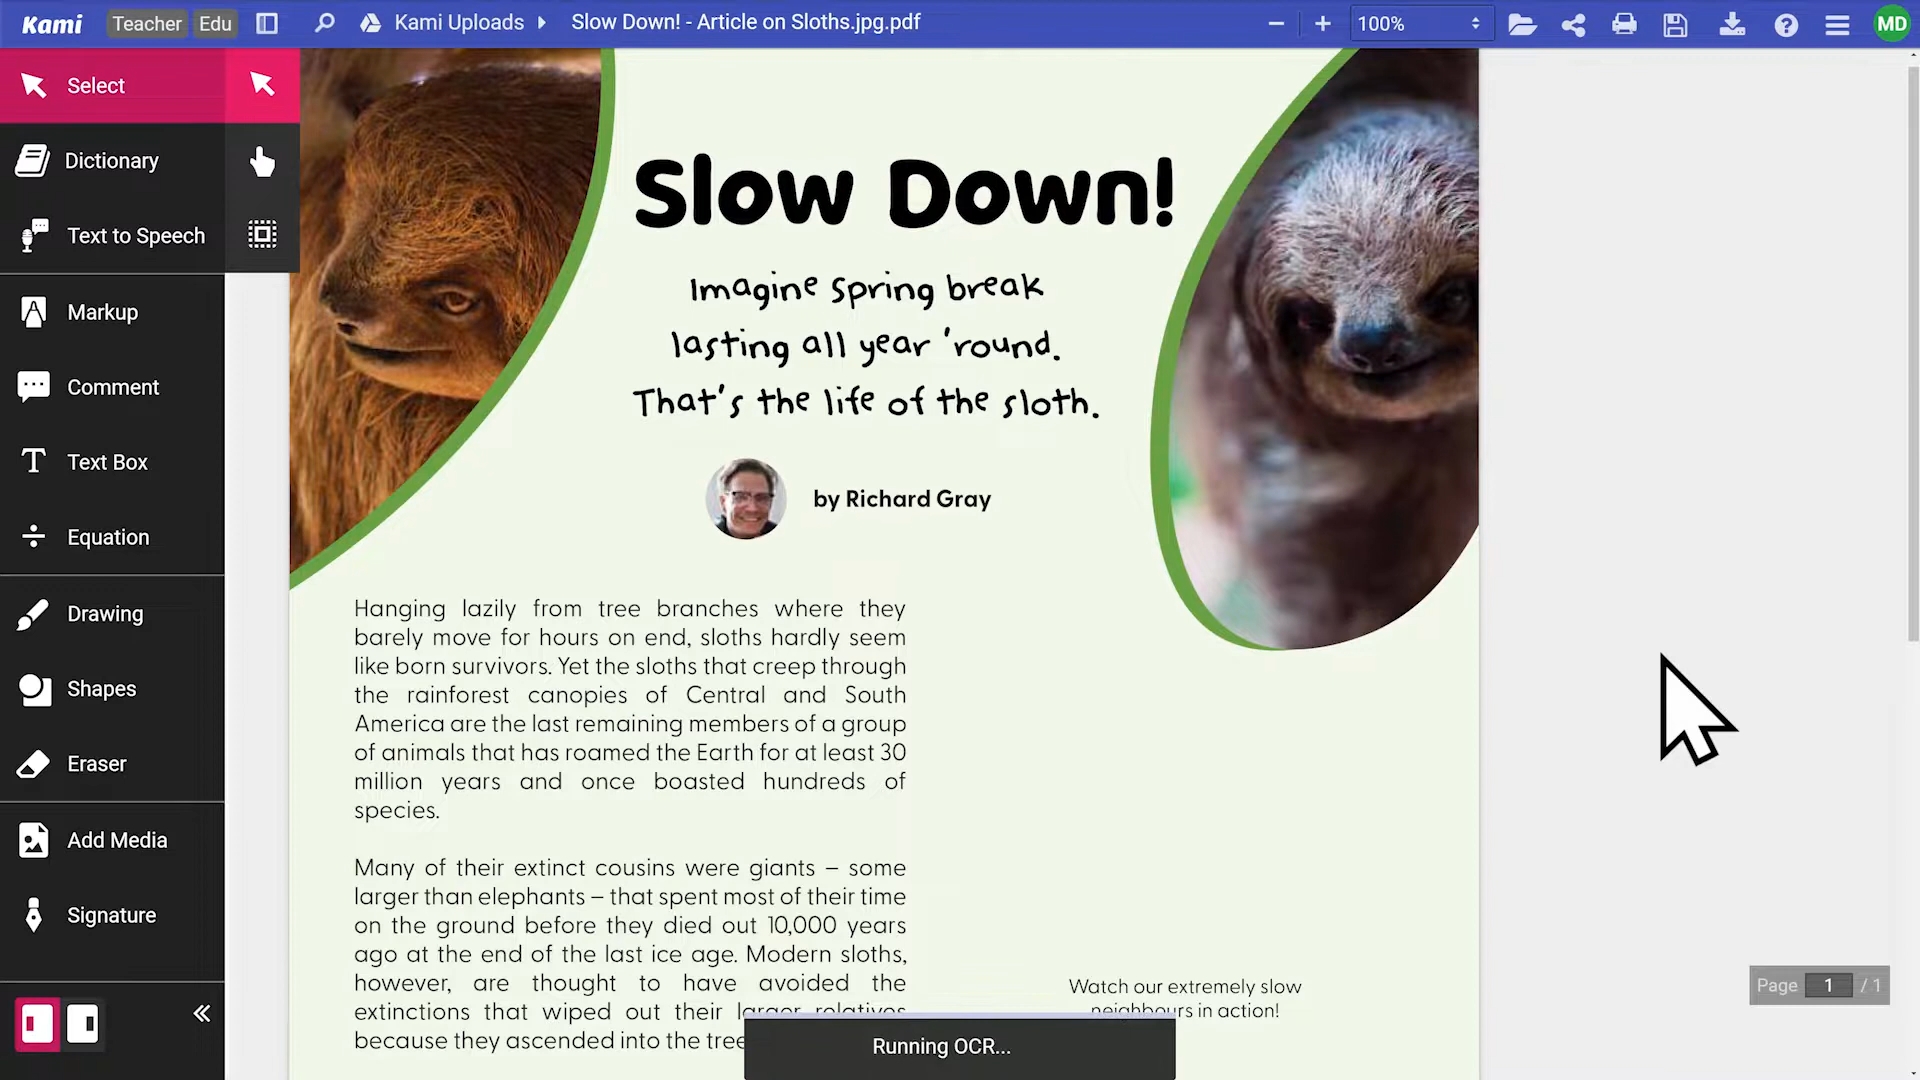 Kami Teacher Edu Kami Uploads Slow Down! - Article on Sloths.jpg.pdf 100% MD
Select
Dictionary
Text to Speech
Markup
Comment
Text Box
Equation
Drawing
Shapes
Eraser
Add Media
Signature
Slow Down!
Imagine spring break
lasting all year 'round.
That's the life of the sloth.
by Richard Gray
Hanging lazily from tree branches where they
barely move for hours on end, sloths hardly seem
like born survivors. Yet the sloths that creep through
the rainforest canopies of Central and South
America are the last remaining members of a group
of animals that has roamed the Earth for at least 30
million years and once boasted hundreds of
species.
Many of their extinct cousins were giants – some
larger than elephants – that spent most of their time
on the ground before they died out 10,000 years
ago at the end of the last ice age. Modern sloths,
however, are thought to have avoided the
extinctions that wiped out their larger relatives
because they ascended into the tree
Watch our extremely slow
neighbours in action!
Running OCR...
Page 1 / 1